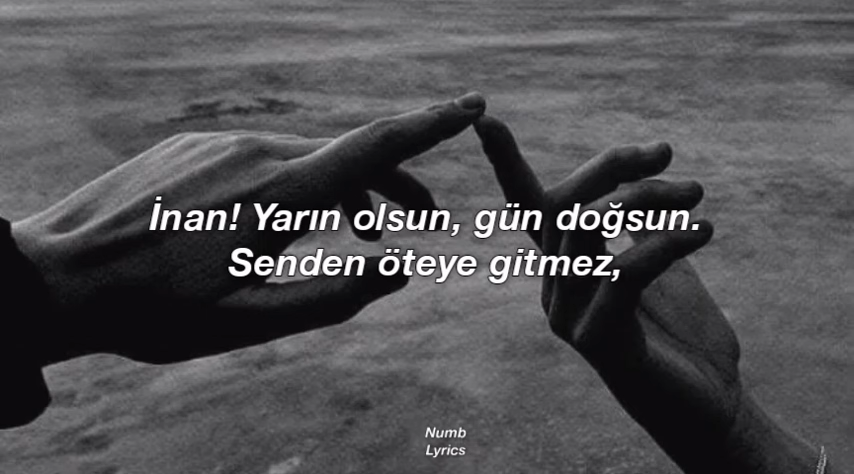 İnan! Yarın olsun, gün doğsun.
Senden öteye gitmez,
Numb
Lyrics